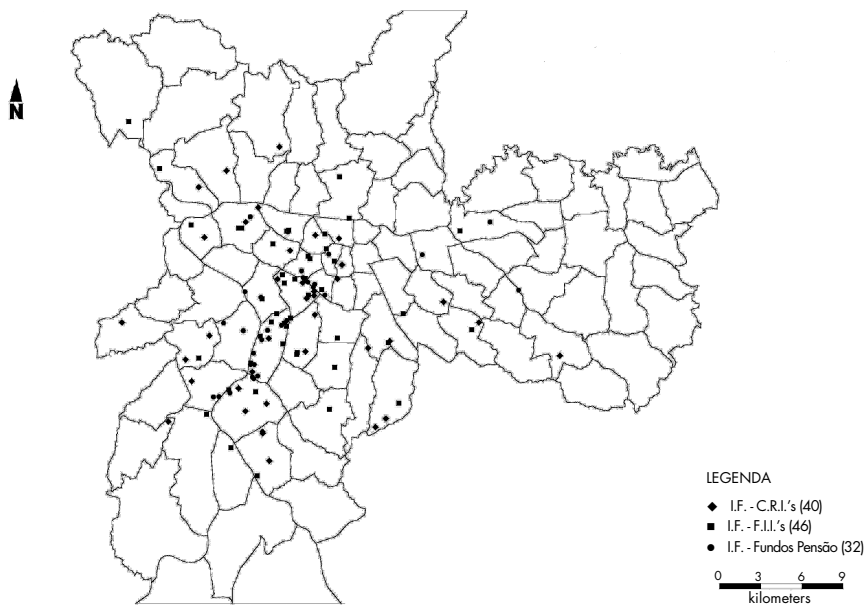 N
LEGENDA
I.F. - C.R.I.'s (40)
I.F. - F.I.I.'s (46)
I.F. - Fundos Pensão (32)
0 3 6 9
kilometers